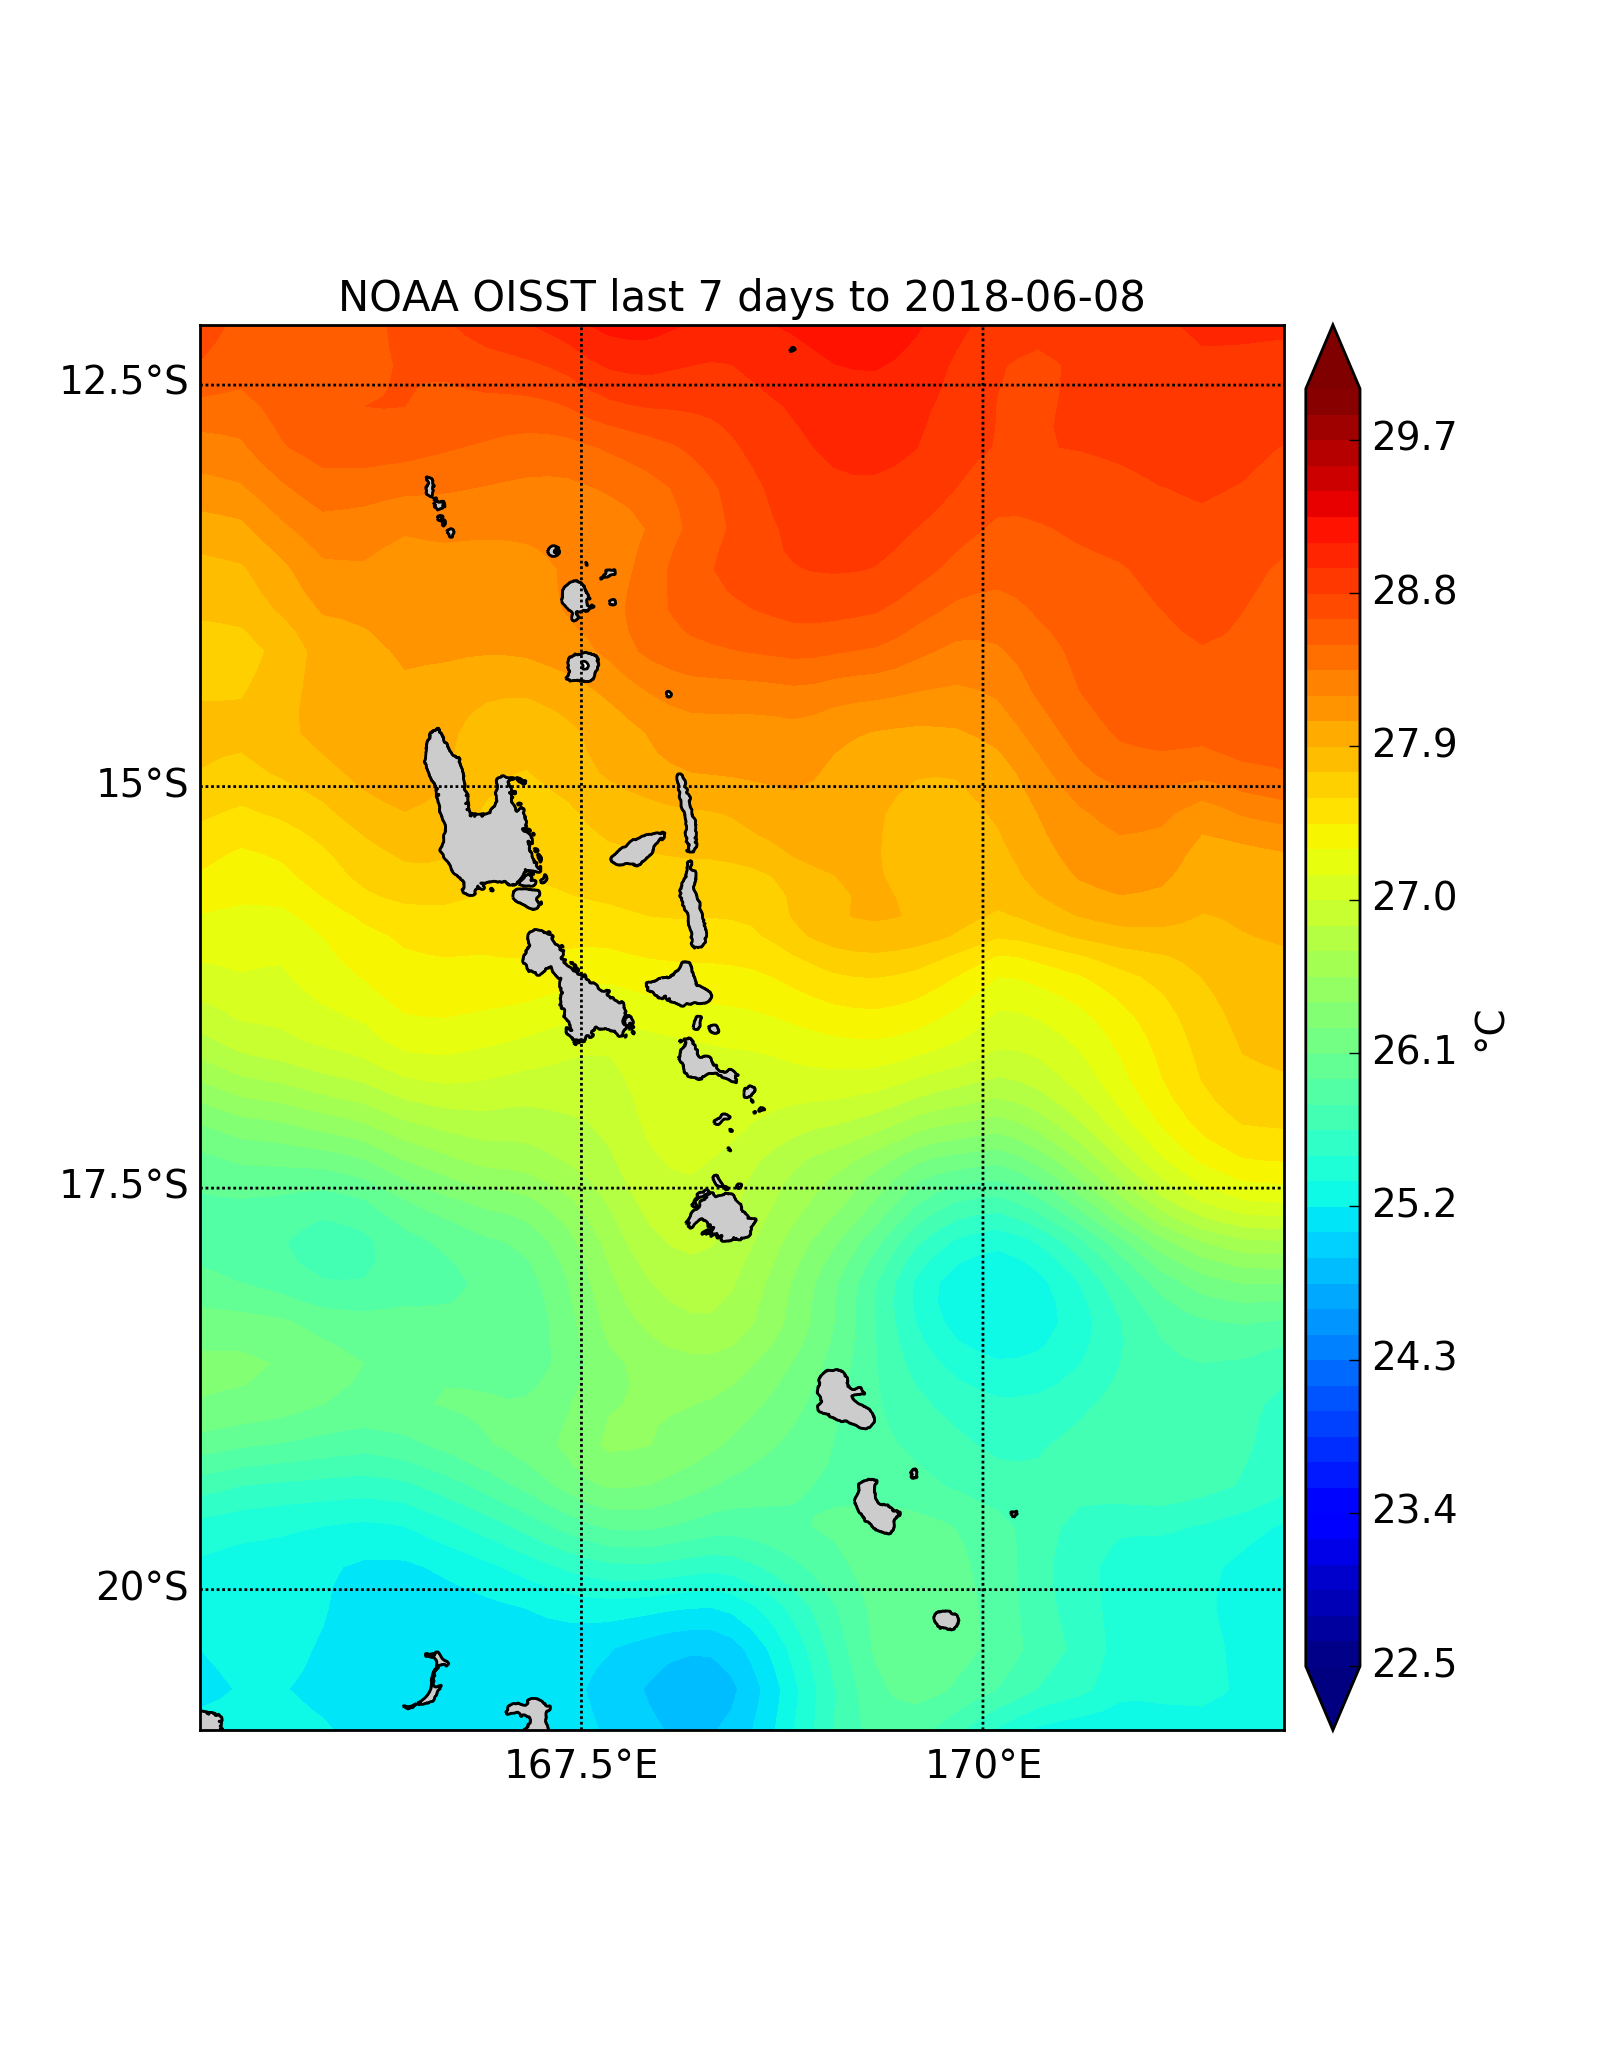 NOAA OISST last 7 days to 2018-06-08
12.5°S
15°S
17.5°S
20°S
167.5°E
170°E
29.7
28.8
27.9
27.0
26.1
25.2
24.3
23.4
22.5
°C